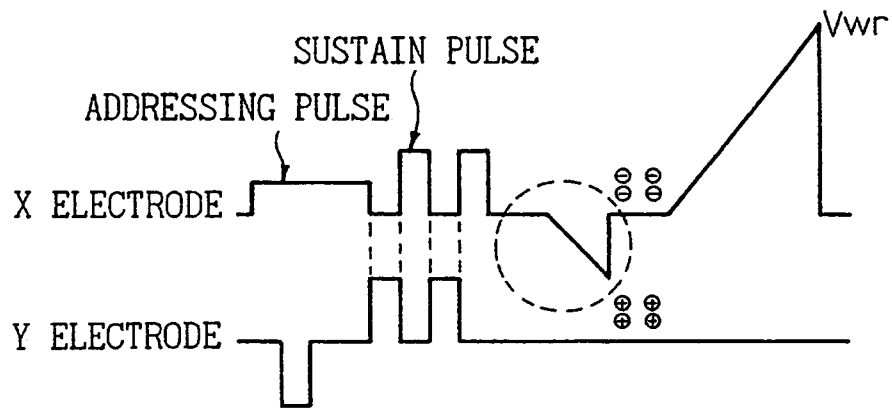 Vwr
SUSTAIN PULSE
ADDRESSING PULSE
⊖ ⊖
⊖ ⊖
X ELECTRODE
⊕ ⊕
⊕ ⊕
Y ELECTRODE